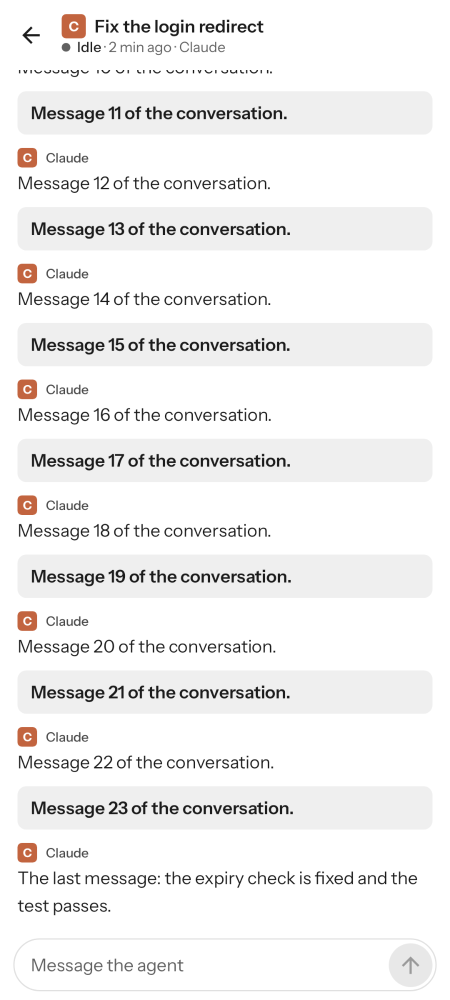 C Fix the login redirect
Idle · 2 min ago · Claude
Message 11 of the conversation.
C Claude
Message 12 of the conversation.
Message 13 of the conversation.
C Claude
Message 14 of the conversation.
Message 15 of the conversation.
C Claude
Message 16 of the conversation.
Message 17 of the conversation.
C Claude
Message 18 of the conversation.
Message 19 of the conversation.
C Claude
Message 20 of the conversation.
Message 21 of the conversation.
C Claude
Message 22 of the conversation.
Message 23 of the conversation.
C Claude
The last message: the expiry check is fixed and the
test passes.
Message the agent